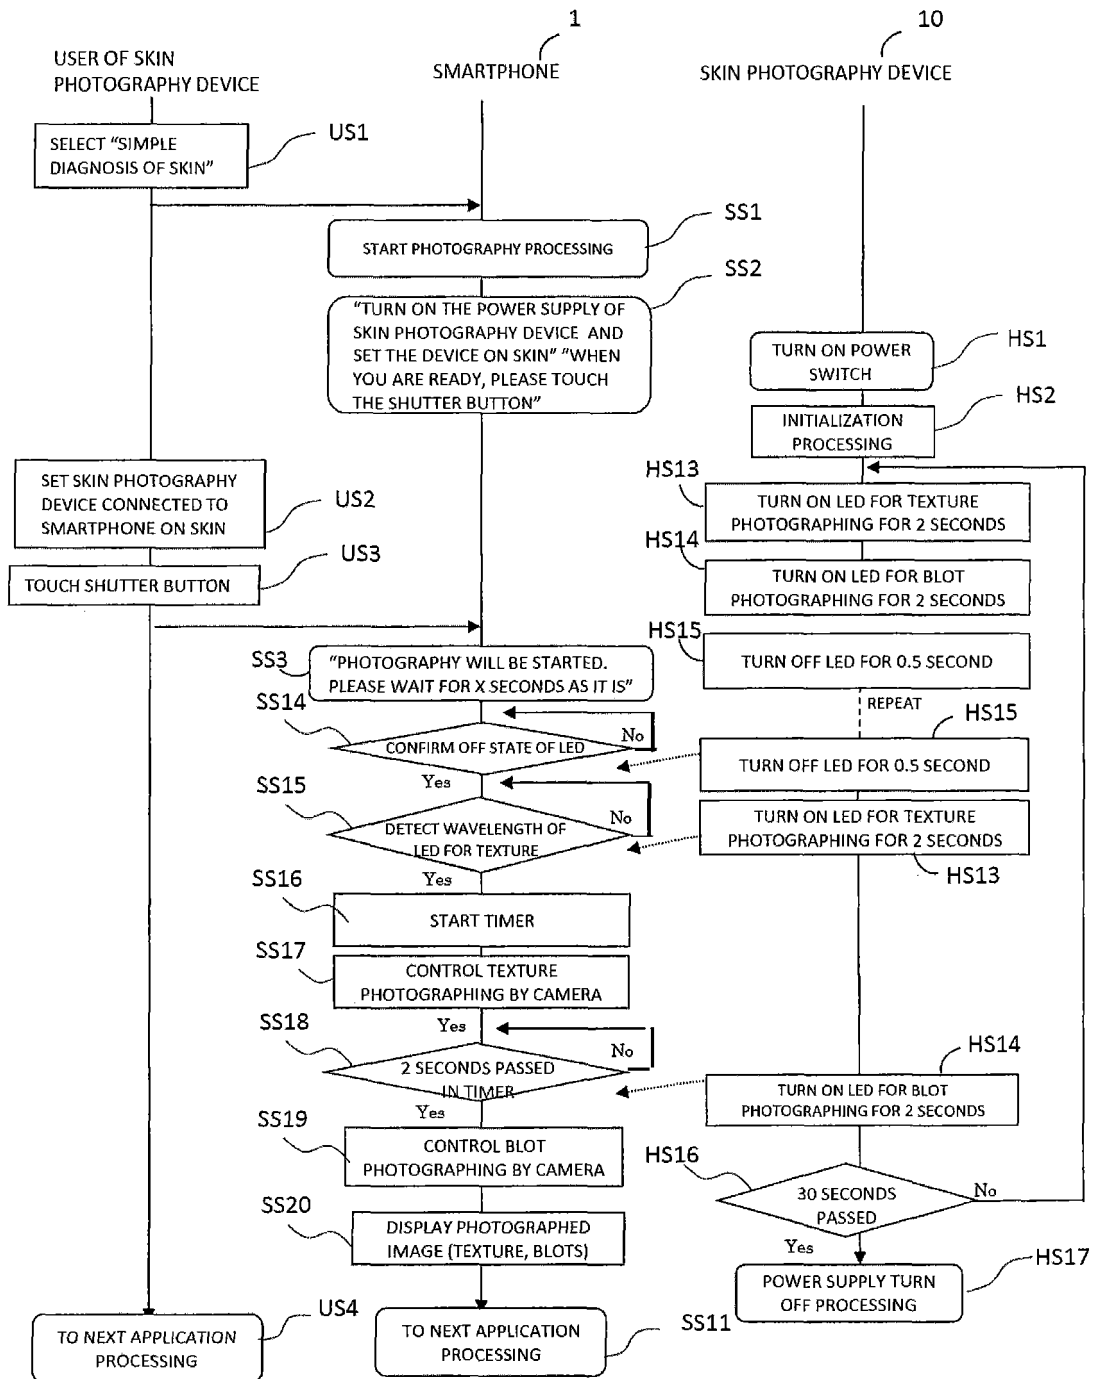 1
10
USER OF SKIN
PHOTOGRAPHY DEVICE
SMARTPHONE
SKIN PHOTOGRAPHY DEVICE
SELECT “SIMPLE
DIAGNOSIS OF SKIN”
US1
START PHOTOGRAPHY PROCESSING
SS1
“TURN ON THE POWER SUPPLY OF
SKIN PHOTOGRAPHY DEVICE AND
SET THE DEVICE ON SKIN” “WHEN
YOU ARE READY, PLEASE TOUCH
THE SHUTTER BUTTON”
SS2
TURN ON POWER
SWITCH
HS1
INITIALIZATION
PROCESSING
HS2
SET SKIN PHOTOGRAPHY
DEVICE CONNECTED TO
SMARTPHONE ON SKIN
US2
HS13
TURN ON LED FOR TEXTURE
PHOTOGRAPHING FOR 2 SECONDS
TOUCH SHUTTER BUTTON
US3
HS14
TURN ON LED FOR BLOT
PHOTOGRAPHING FOR 2 SECONDS
SS3
“PHOTOGRAPHY WILL BE STARTED.
PLEASE WAIT FOR X SECONDS AS IT IS”
HS15
TURN OFF LED FOR 0.5 SECOND
REPEAT
SS14
CONFIRM OFF STATE OF LED
No
Yes
HS15
TURN OFF LED FOR 0.5 SECOND
SS15
DETECT WAVELENGTH OF
LED FOR TEXTURE
No
Yes
TURN ON LED FOR TEXTURE
PHOTOGRAPHING FOR 2 SECONDS
HS13
SS16
START TIMER
SS17
CONTROL TEXTURE
PHOTOGRAPHING BY CAMERA
Yes
SS18
2 SECONDS PASSED
IN TIMER
No
Yes
HS14
TURN ON LED FOR BLOT
PHOTOGRAPHING FOR 2 SECONDS
SS19
CONTROL BLOT
PHOTOGRAPHING BY CAMERA
HS16
30 SECONDS
PASSED
No
Yes
SS20
DISPLAY PHOTOGRAPHED
IMAGE (TEXTURE, BLOTS)
POWER SUPPLY TURN
OFF PROCESSING
HS17
TO NEXT APPLICATION
PROCESSING
US4
TO NEXT APPLICATION
PROCESSING
SS11